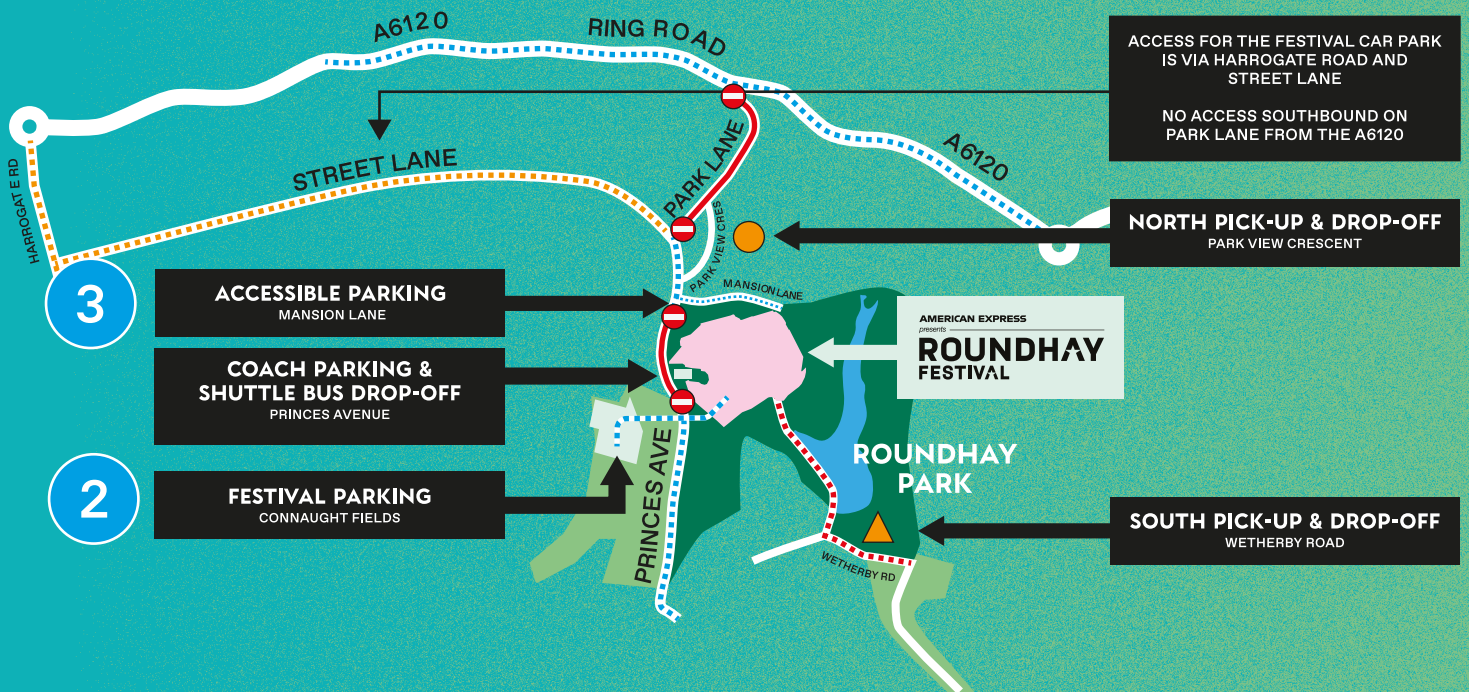 A6120
RING ROAD
ACCESS FOR THE FESTIVAL CAR PARK
IS VIA HARROGATE ROAD AND
STREET LANE
NO ACCESS SOUTHBOUND ON
PARK LANE FROM THE A6120
HARROGATE RD
STREET LANE
PARK LANE
A6120
PARK VIEW CRES
NORTH PICK-UP & DROP-OFF
PARK VIEW CRESCENT
3
ACCESSIBLE PARKING
MANSION LANE
MANSION LANE
AMERICAN EXPRESS
presents
ROUNDHAY
FESTIVAL
COACH PARKING &
SHUTTLE BUS DROP-OFF
PRINCES AVENUE
2
FESTIVAL PARKING
CONNAUGHT FIELDS
PRINCES AVE
ROUNDHAY
PARK
WETHERBY RD
SOUTH PICK-UP & DROP-OFF
WETHERBY ROAD